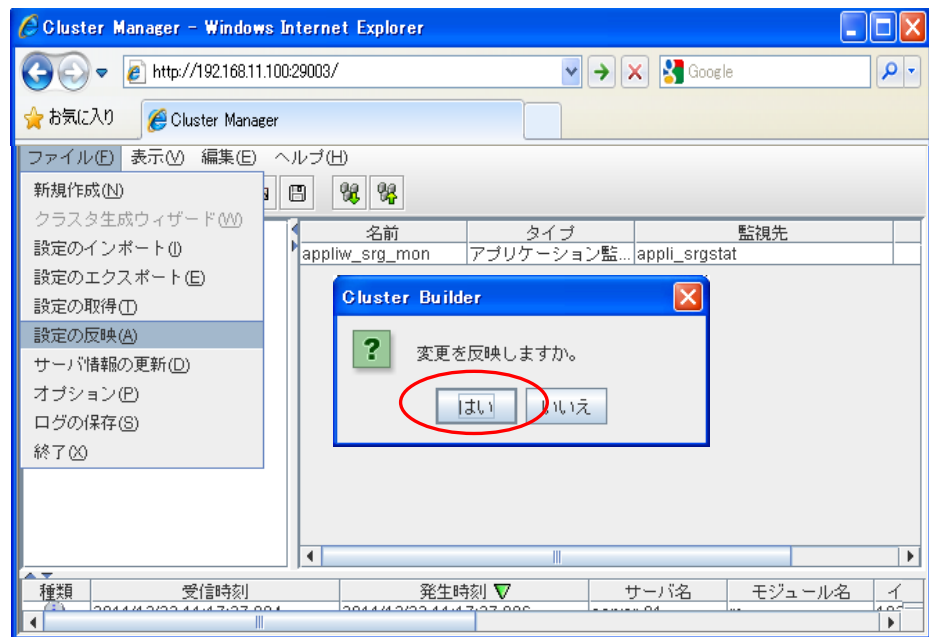 Cluster Manager - Windows Internet Explorer
http://192.168.11.100:29003/
Google
お気に入り
Cluster Manager
ファイル(F) 表示(V) 編集(E) ヘルプ(H)
新規作成(N)
クラスタ生成ウィザード(W)
設定のインポート(I)
設定のエクスポート(E)
設定の取得(T)
設定の反映(A)
サーバ情報の更新(D)
オプション(P)
ログの保存(S)
終了(X)
名前 タイプ 監視先
appliw_srg_mon アプリケーション監... appli_srgstat
Cluster Builder
変更を反映しますか。
はい いいえ
種類 受信時刻 発生時刻 サーバ名 モジュール名 イ